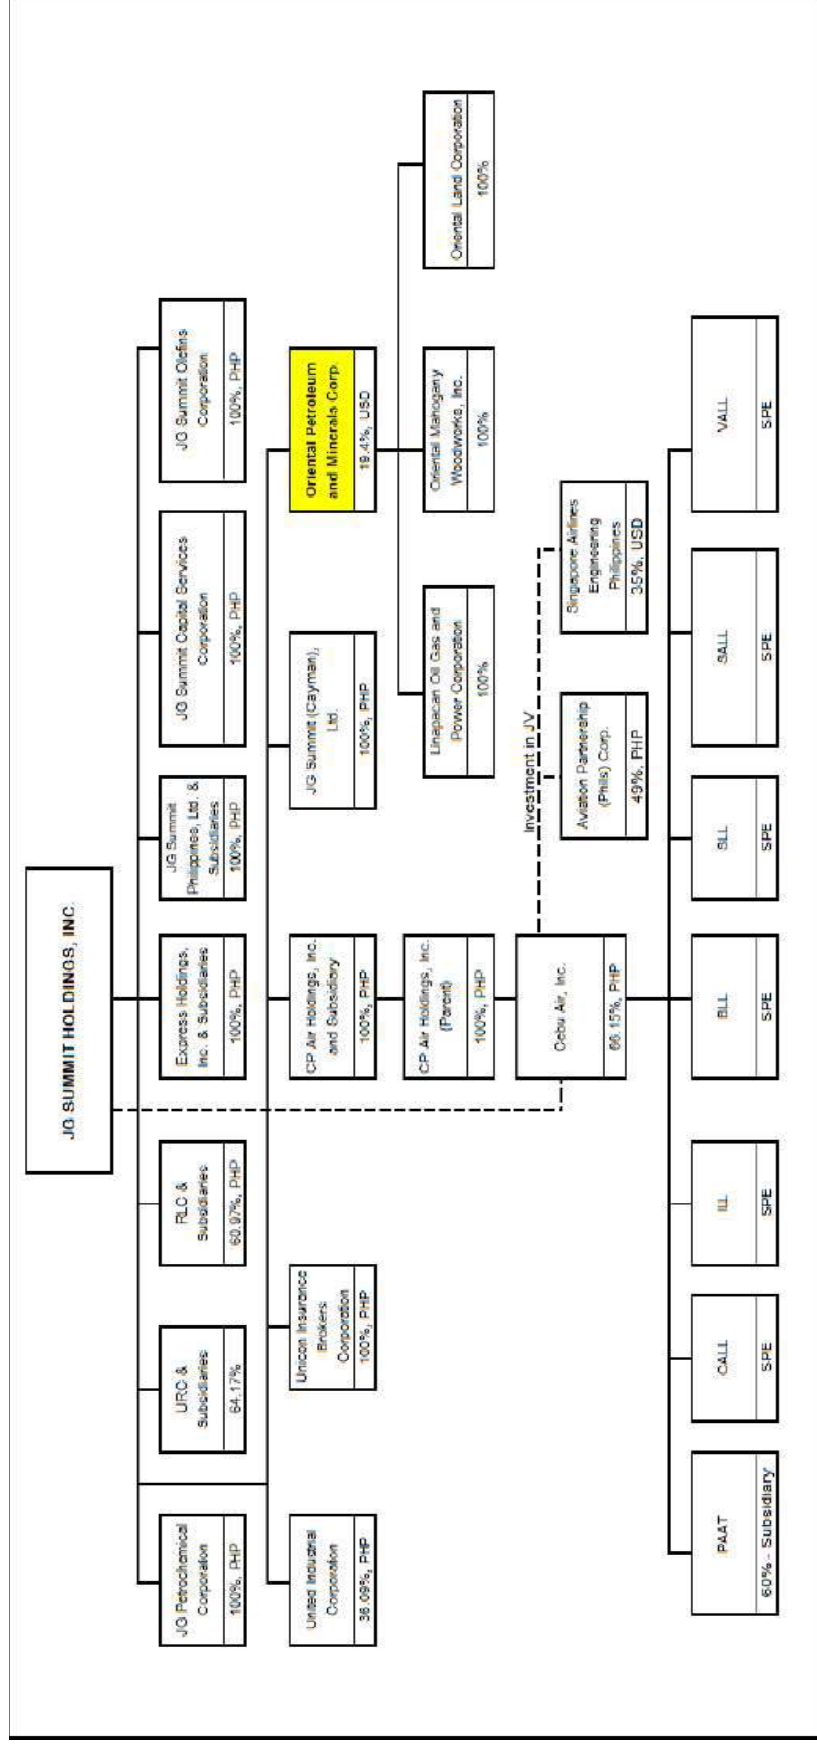 JG SUMMIT HOLDINGS, INC.
JG Petrochemical
Corporation
100%, PHP
URC &
Subsidiaries
64.17%
RLC &
Subsidiaries
60.97%, PHP
Express Holdings,
Inc. & Subsidiaries
100%, PHP
JG Summit
Philippines, Ltd. &
Subsidiaries
100%, PHP
JG Summit Capital Services
Corporation
100%, PHP
JG Summit Olefins
Corporation
100%, PHP
United Industrial
Corporation
36.09%, PHP
Unicon Insurance
Brokers
Corporation
100%, PHP
CP Air Holdings, Inc.
and Subsidiary
100%, PHP
JG Summit (Cayman),
Ltd.
100%, PHP
Oriental Petroleum
and Minerals Corp.
19.4%, USD
CP Air Holdings, Inc.
(Parent)
100%, PHP
Linapacan Oil Gas and
Power Corporation
100%
Oriental Mahogany
Woodworks, Inc.
100%
Oriental Land Corporation
100%
Cebu Air, Inc.
66.15%, PHP
Investment in JV
Aviation Partnership
(Phils) Corp.
49%, PHP
Singapore Airlines
Engineering
Philippines
35%, USD
PAAT
60% - Subsidiary
CALL
SPE
ILL
SPE
BLL
SPE
SLL
SPE
SALL
SPE
VALL
SPE